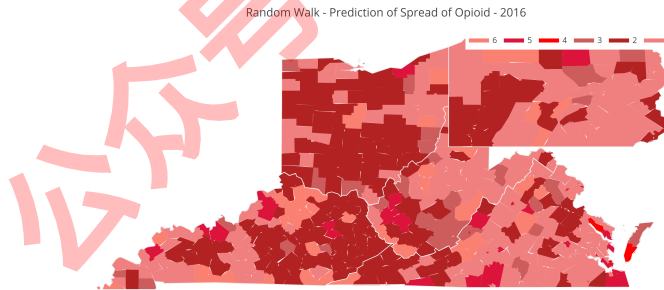 Random Walk - Prediction of Spread of Opioid - 2016
6 5 4 3 2
公众号